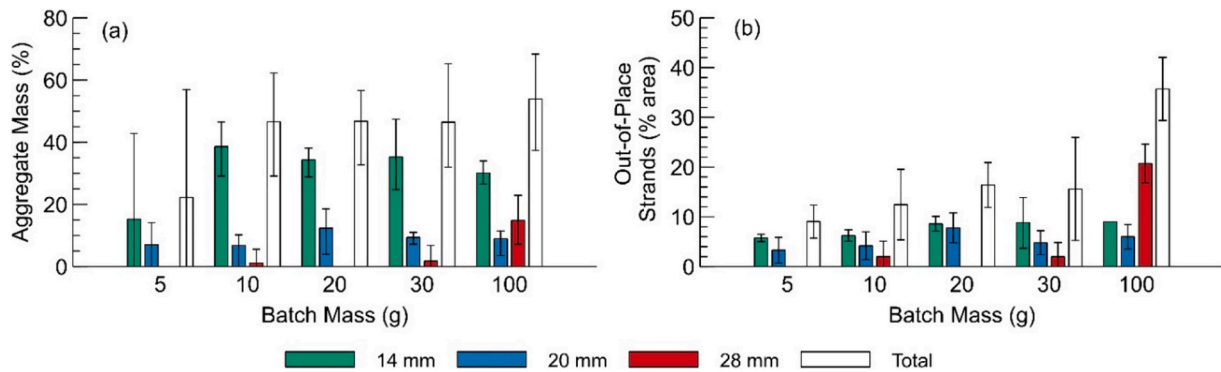 (a)
Aggregate Mass (%)
80
60
40
20
0
5 10 20 30 100
Batch Mass (g)
(b)
Out-of-Place
Strands (% area)
50
40
30
20
10
0
5 10 20 30 100
Batch Mass (g)
14 mm 20 mm 28 mm Total